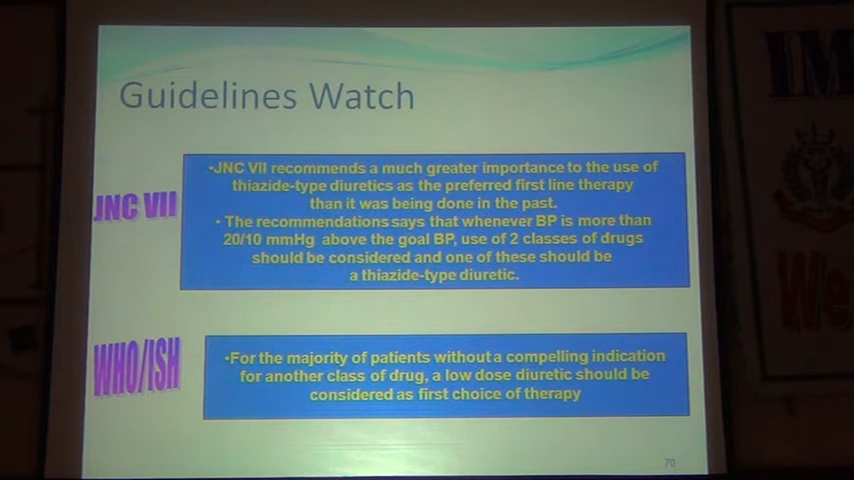 Guidelines Watch
JNC VII
•JNC VII recommends a much greater importance to the use of
thiazide-type diuretics as the preferred first line therapy
than it was being done in the past.
• The recommendations says that whenever BP is more than
20/10 mmHg above the goal BP, use of 2 classes of drugs
should be considered and one of these should be
a thiazide-type diuretic.
WHO/ISH
•For the majority of patients without a compelling indication
for another class of drug, a low dose diuretic should be
considered as first choice of therapy
70
IM
We